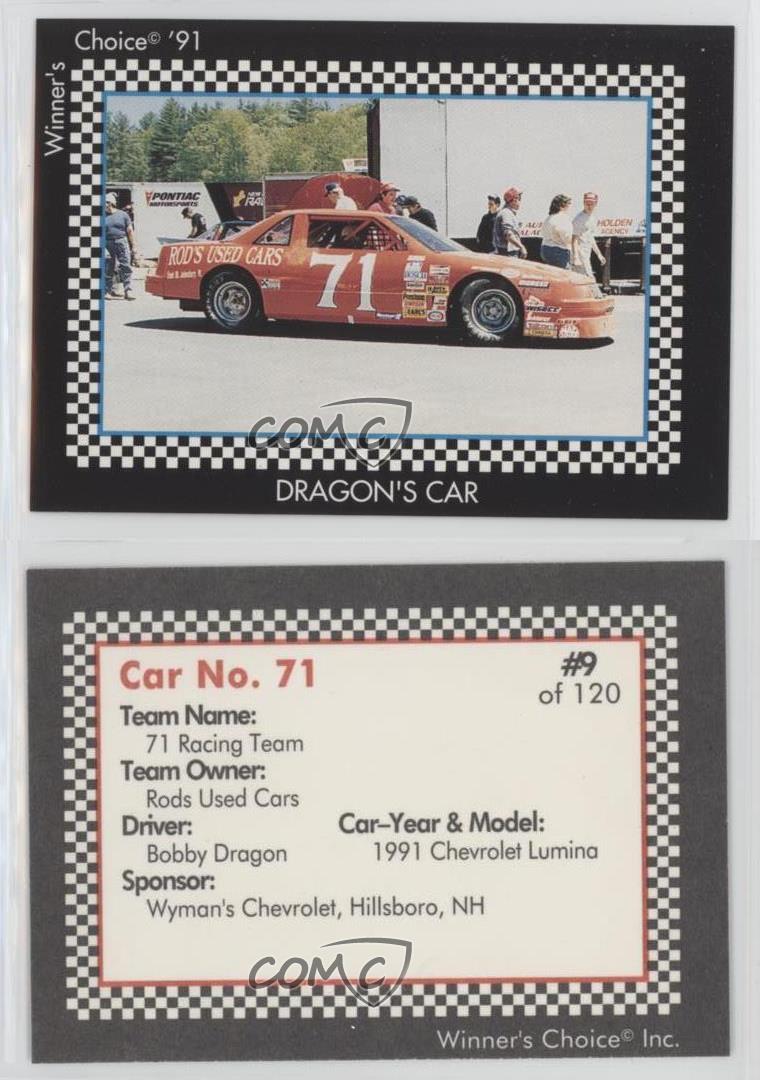 Choice© '91
Winner's
PONTIAC
MOTORSPORTS
HOLDEN
AGENCY
ROD'S USED CARS
71
BOSCH
DRAGON'S CAR
COMC
Car No. 71
#9
of 120
Team Name:
71 Racing Team
Team Owner:
Rods Used Cars
Driver:
Car–Year & Model:
Bobby Dragon
1991 Chevrolet Lumina
Sponsor:
Wyman's Chevrolet, Hillsboro, NH
COMC
Winner's Choice© Inc.